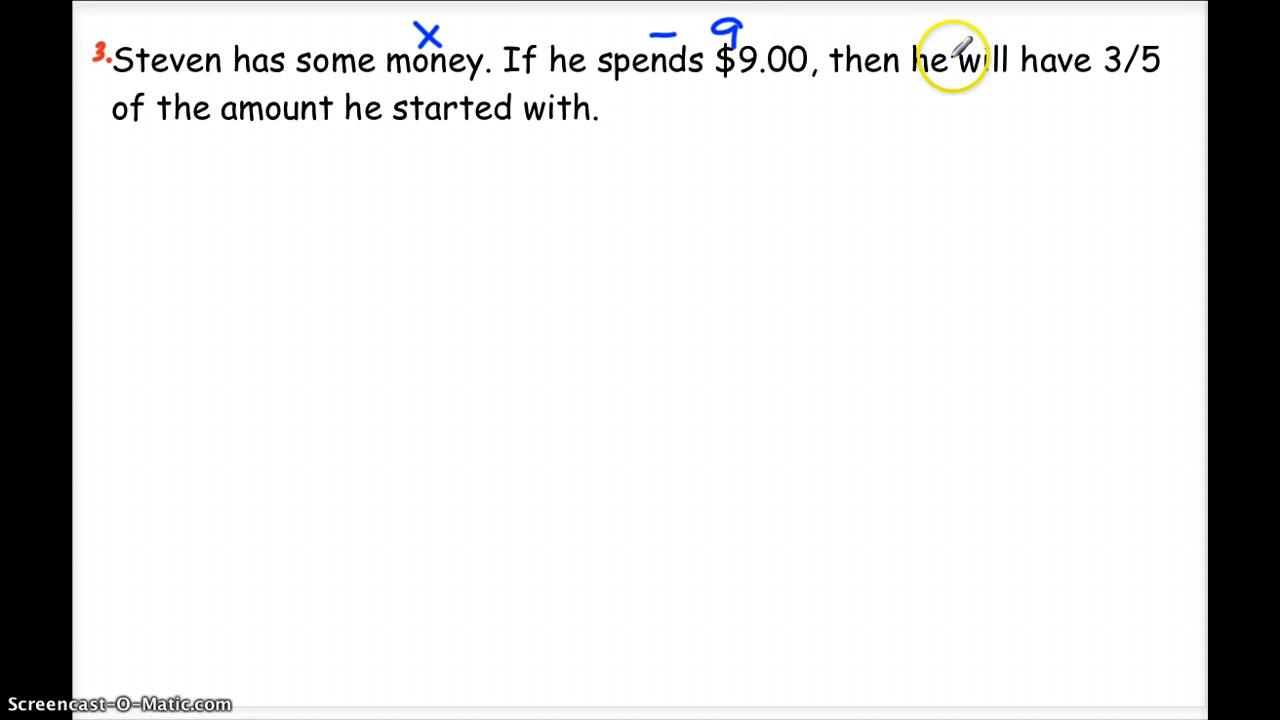 x - 9
3. Steven has some money. If he spends $9.00, then he will have 3/5
of the amount he started with.
Screencast-O-Matic.com